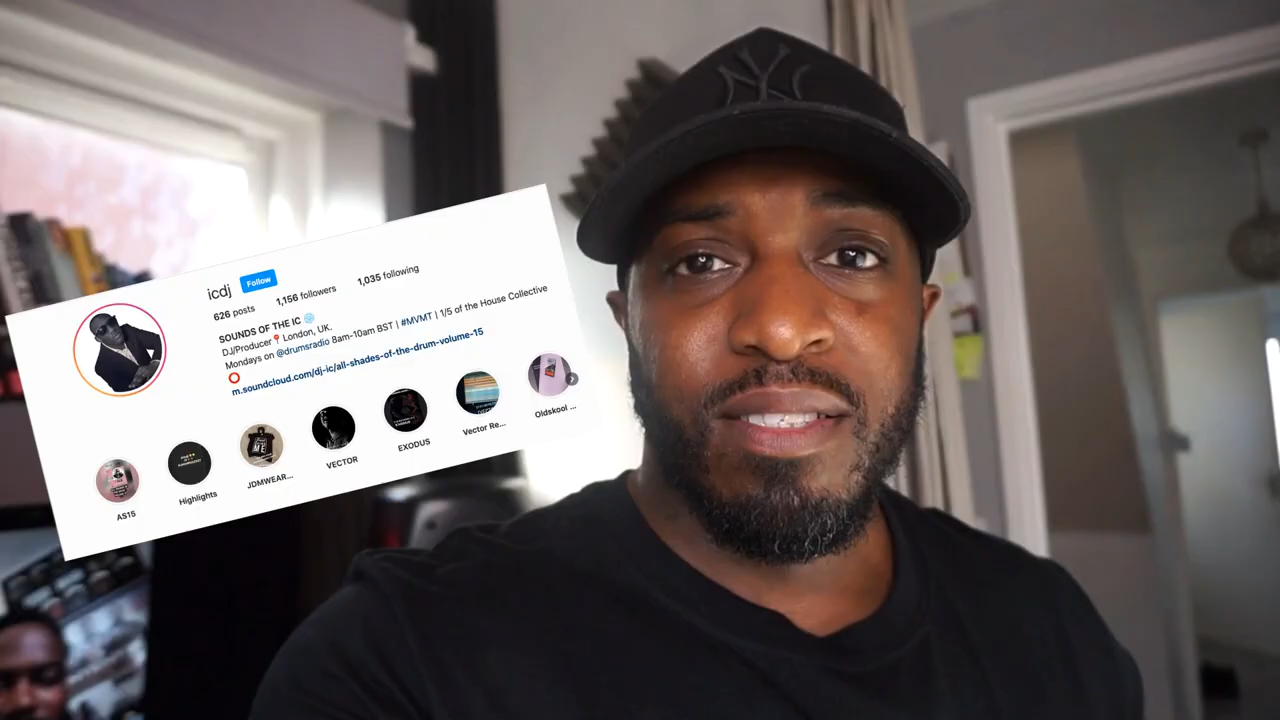 NY
icdj Follow
626 posts 1,156 followers 1,035 following
SOUNDS OF THE IC
DJ/Producer📍 London, UK.
Mondays on @drumsradio 8am-10am BST | #MVMT | 1/5 of the House Collective
⭕
m.soundcloud.com/dj-ic/all-shades-of-the-drum-volume-15
AS15
Highlights
JDMWEAR...
VECTOR
EXODUS
Vector Re...
Oldskool ...